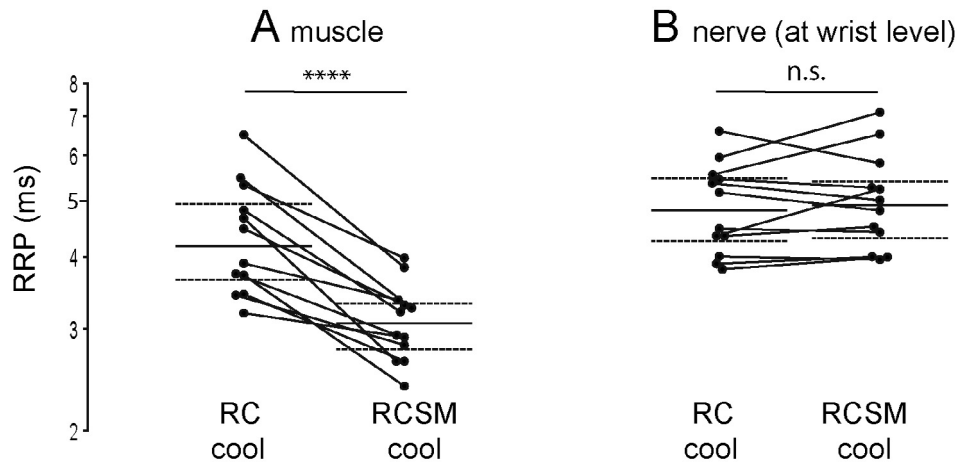 A muscle
B nerve (at wrist level)
****
n.s.
RRP (ms)
8
7
6
5
4
3
2
RC
cool
RCSM
cool
RC
cool
RCSM
cool